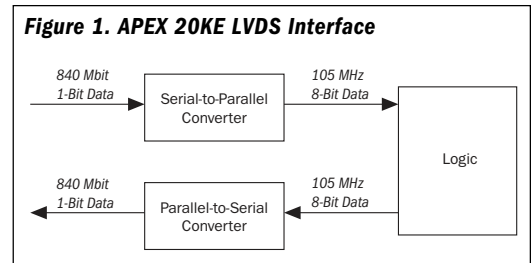 Figure 1. APEX 20KE LVDS Interface
840 Mbit
1-Bit Data
Serial-to-Parallel
Converter
105 MHz
8-Bit Data
Logic
840 Mbit
1-Bit Data
Parallel-to-Serial
Converter
105 MHz
8-Bit Data